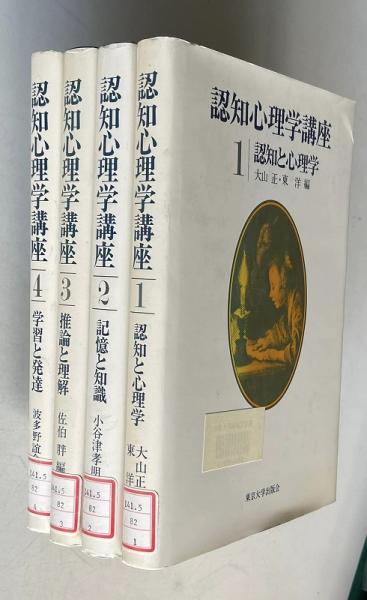 認知心理学講座
4
学習と発達
波多野誼
141.5
82
4
認知心理学講座
3
推論と理解
佐伯 胖 編
141.5
82
3
認知心理学講座
2
記憶と知識
小谷津孝明
141.5
82
2
認知心理学講座
1
認知と心理学
大山 正
東 洋
141.5
82
1
認知心理学講座
1 認知と心理学
大山 正・東 洋 編
東京大学出版会